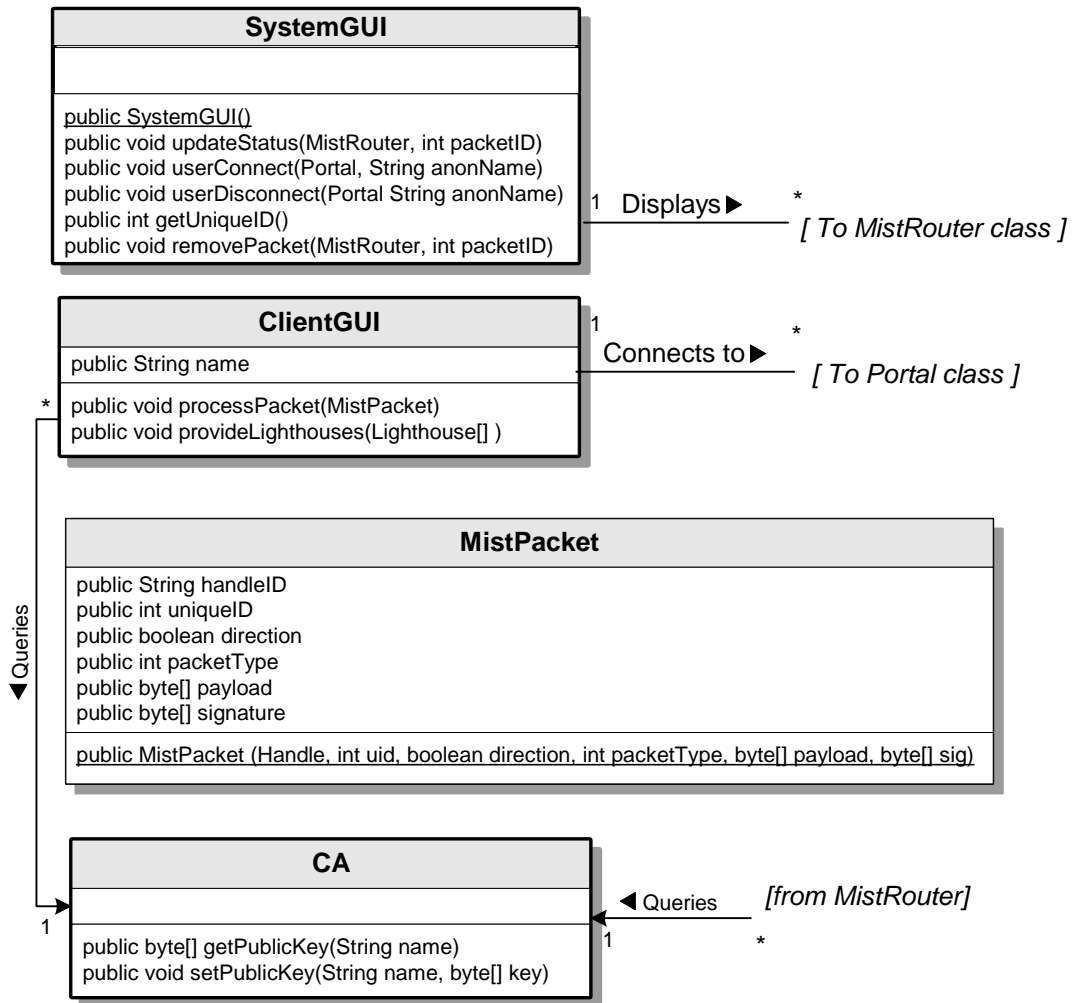 SystemGUI
public SystemGUI()
public void updateStatus(MistRouter, int packetID)
public void userConnect(Portal, String anonName)
public void userDisconnect(Portal String anonName)
public int getUniqueID()
public void removePacket(MistRouter, int packetID)
1 Displays ▶ *
[ To MistRouter class ]
ClientGUI
public String name
public void processPacket(MistPacket)
public void provideLighthouses(Lighthouse[] )
1
Connects to ▶ *
[ To Portal class ]
*
◀ Queries
1
MistPacket
public String handleID
public int uniqueID
public boolean direction
public int packetType
public byte[] payload
public byte[] signature
public MistPacket (Handle, int uid, boolean direction, int packetType, byte[] payload, byte[] sig)
CA
public byte[] getPublicKey(String name)
public void setPublicKey(String name, byte[] key)
◀ Queries [from MistRouter]
1 *